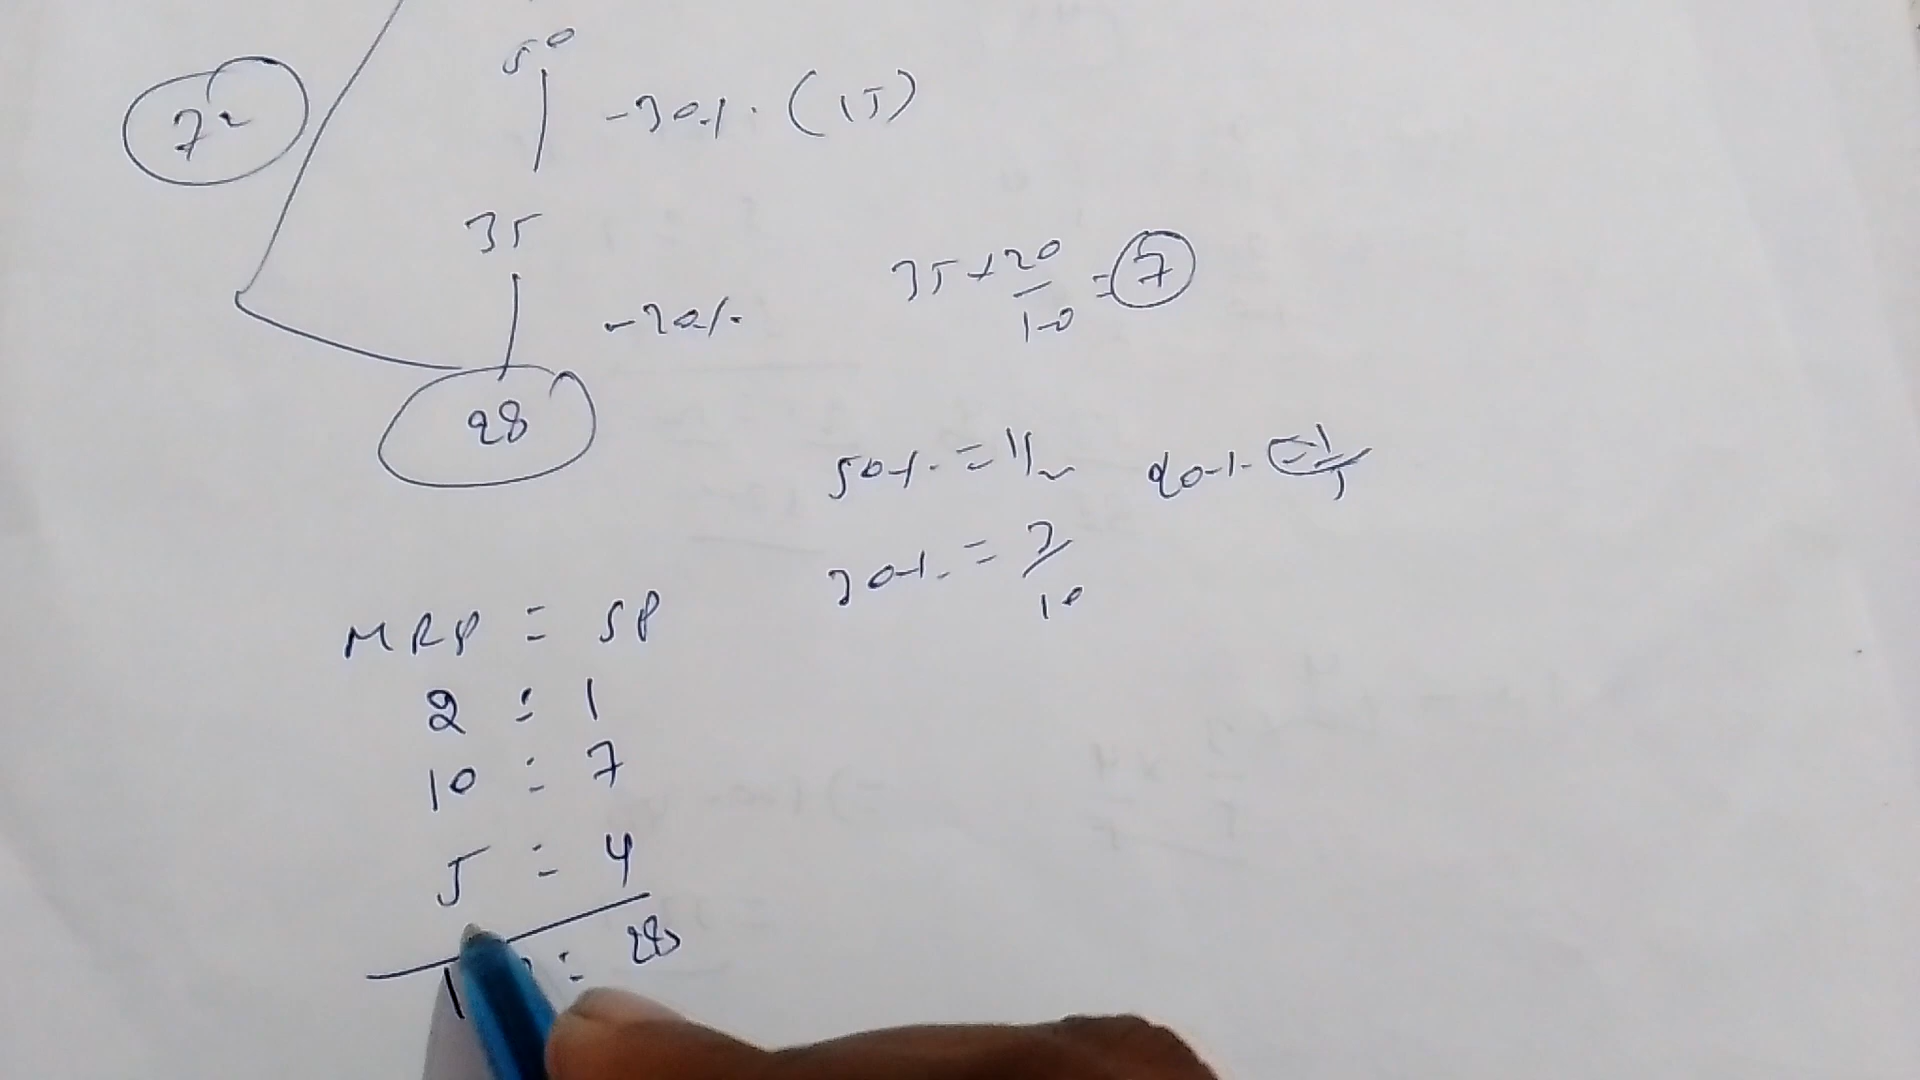 50
72
-30%. (15)
35
35 × 20/100 = 7
-20%
28
50%. = 1/2
20%. = 1/5
30%. = 3/10
MRP : SP
2 : 1
10 : 7
5 : 4
: 28